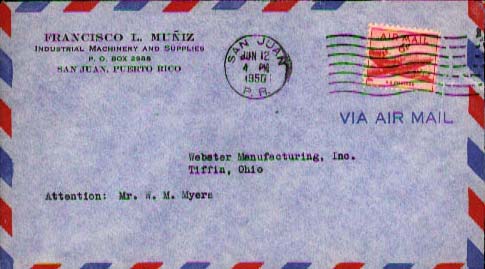 FRANCISCO L. MUÑIZ
INDUSTRIAL MACHINERY AND SUPPLIES
P. O. BOX 2988
SAN JUAN, PUERTO RICO
SAN JUAN
JUN 12
4 PM
1950
P. R.
AIR MAIL
VIA AIR MAIL
Webster Manufacturing, Inc.
Tiffin, Ohio
Attention: Mr. W. M. Myers